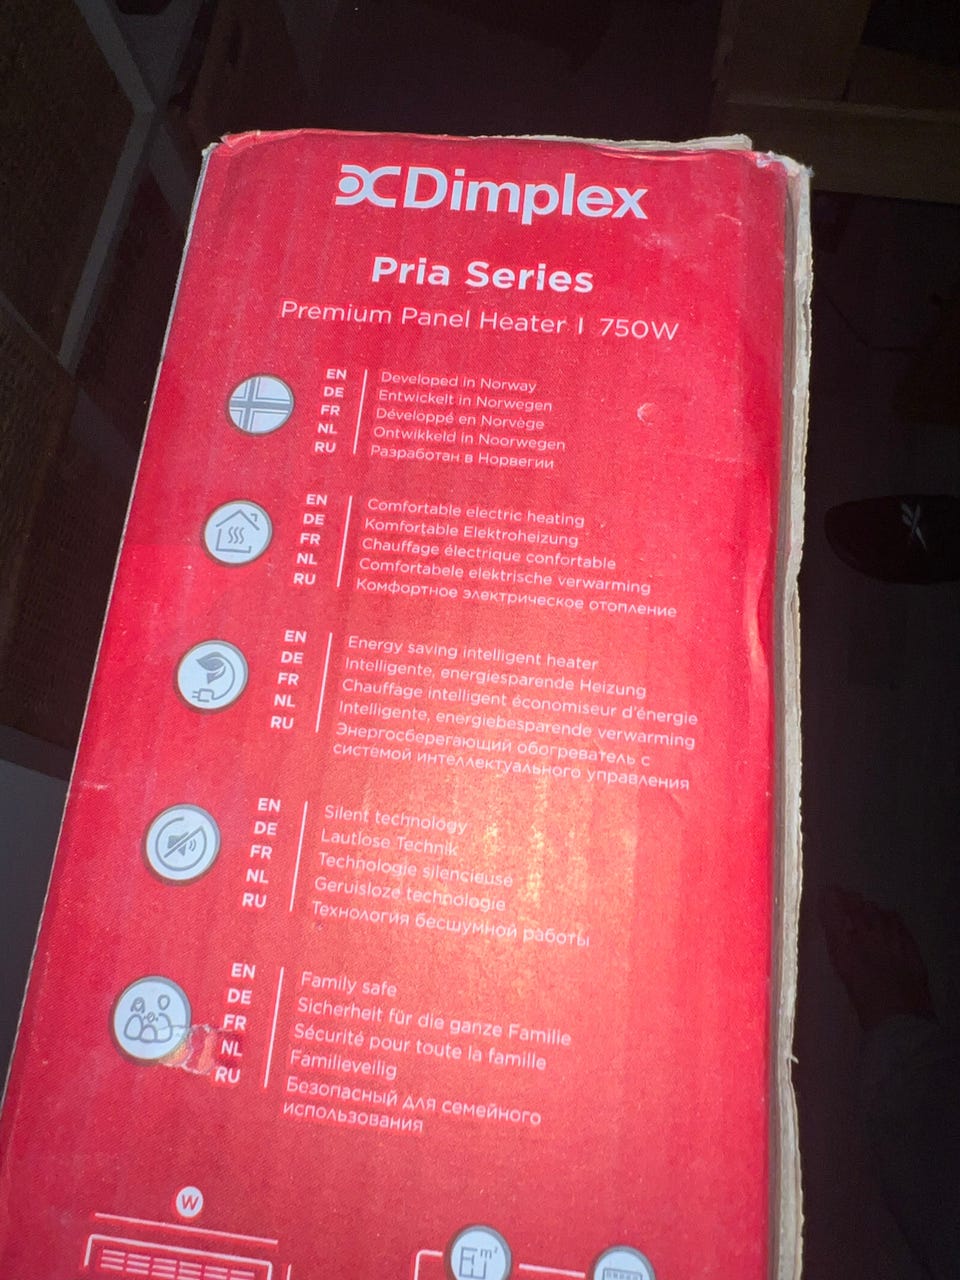 Dimplex
Pria Series
Premium Panel Heater | 750W
EN Developed in Norway
DE Entwickelt in Norwegen
FR Développé en Norvège
NL Ontwikkeld in Noorwegen
RU Разработан в Норвегии
EN Comfortable electric heating
DE Komfortable Elektroheizung
FR Chauffage électrique confortable
NL Comfortabele elektrische verwarming
RU Комфортное электрическое отопление
EN Energy saving intelligent heater
DE Intelligente, energiesparende Heizung
FR Chauffage intelligent économiseur d'énergie
NL Intelligente, energiebesparende verwarming
RU Энергосберегающий обогреватель с
системой интеллектуального управления
EN Silent technology
DE Lautlose Technik
FR Technologie silencieuse
NL Geruisloze technologie
RU Технология бесшумной работы
EN Family safe
DE Sicherheit für die ganze Familie
FR Sécurité pour toute la famille
NL Familieveilig
RU Безопасный для семейного
использования
W
m²